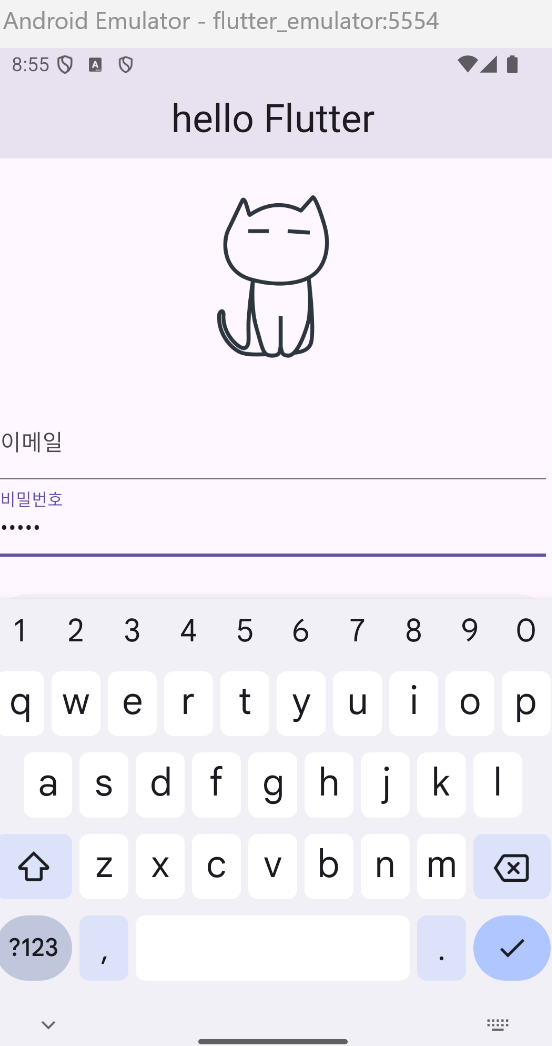 Android Emulator - flutter_emulator:5554
8:55 A
hello Flutter
이메일
비밀번호
•••••
1 2 3 4 5 6 7 8 9 0
q w e r t y u i o p
a s d f g h j k l
z x c v b n m
?123 , .